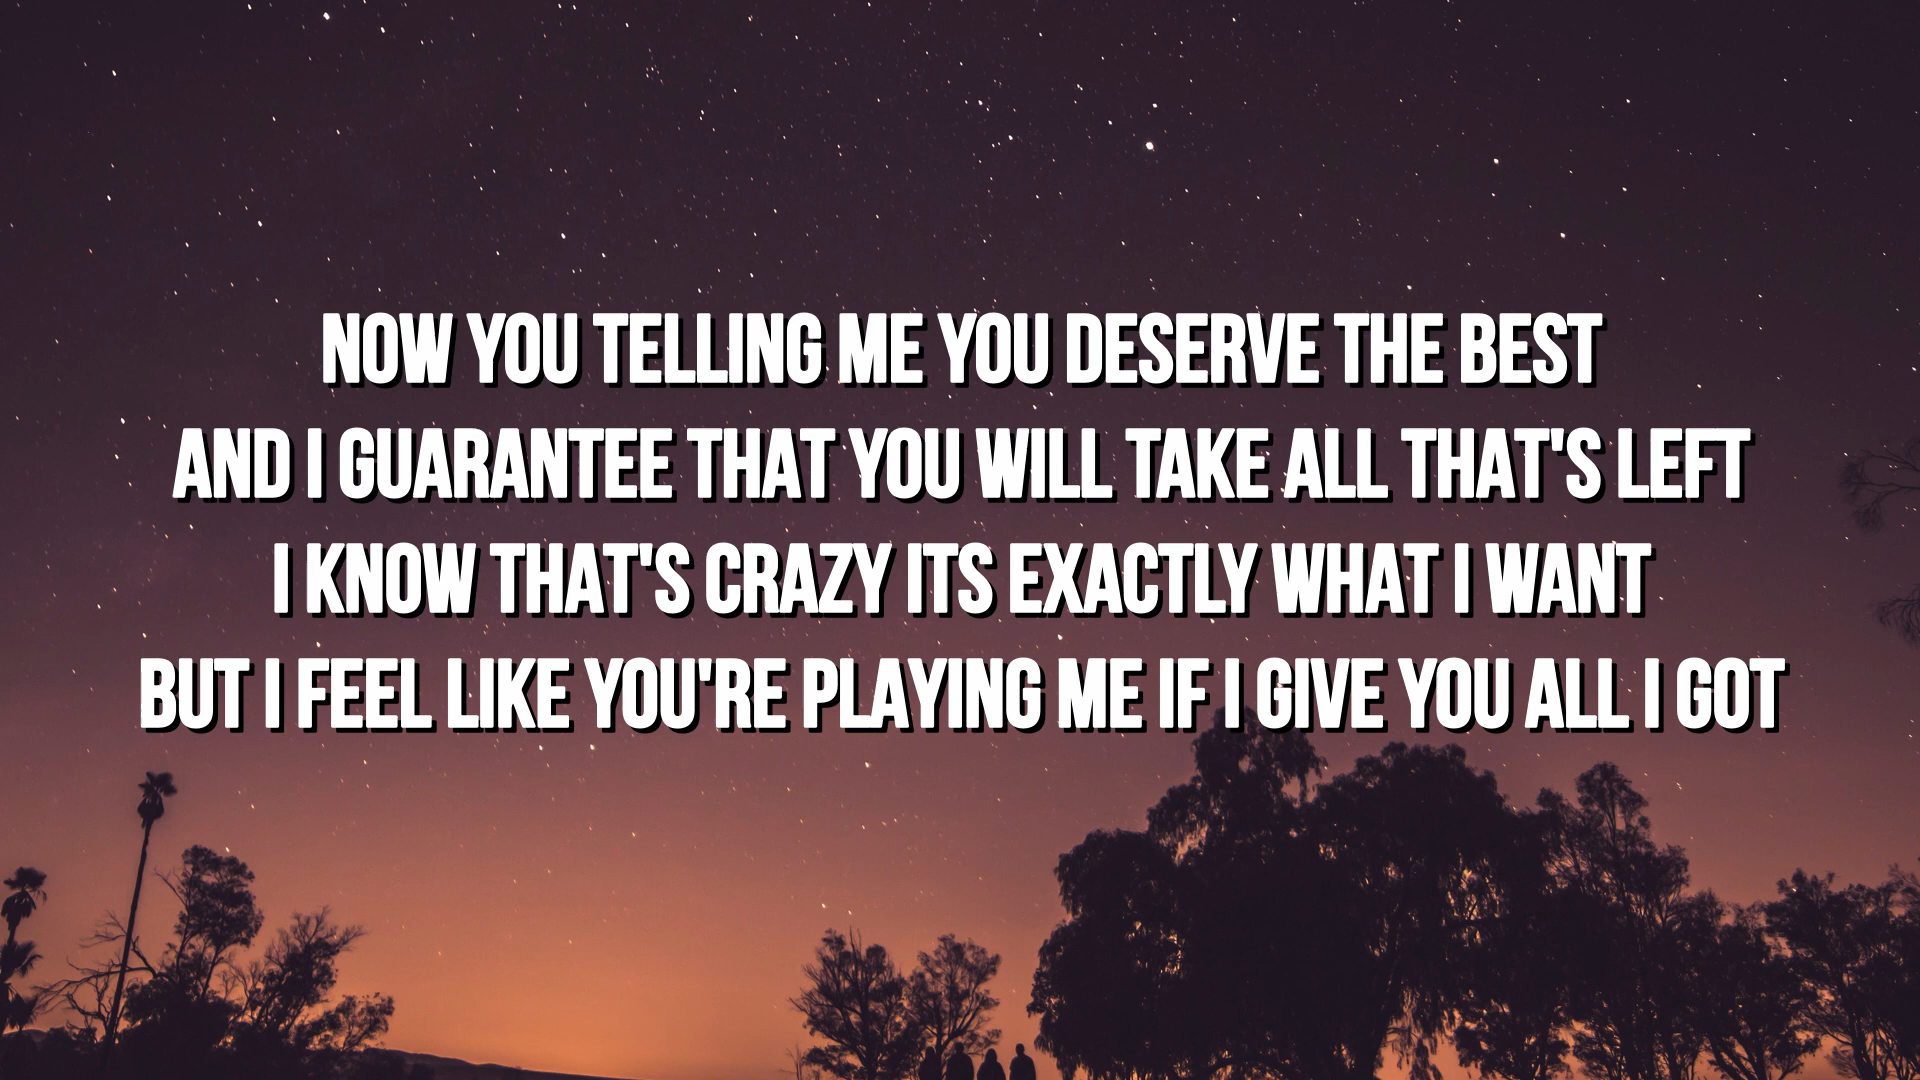 NOW YOU TELLING ME YOU DESERVE THE BEST
AND I GUARANTEE THAT YOU WILL TAKE ALL THAT'S LEFT
I KNOW THAT'S CRAZY ITS EXACTLY WHAT I WANT
BUT I FEEL LIKE YOU'RE PLAYING ME IF I GIVE YOU ALL I GOT